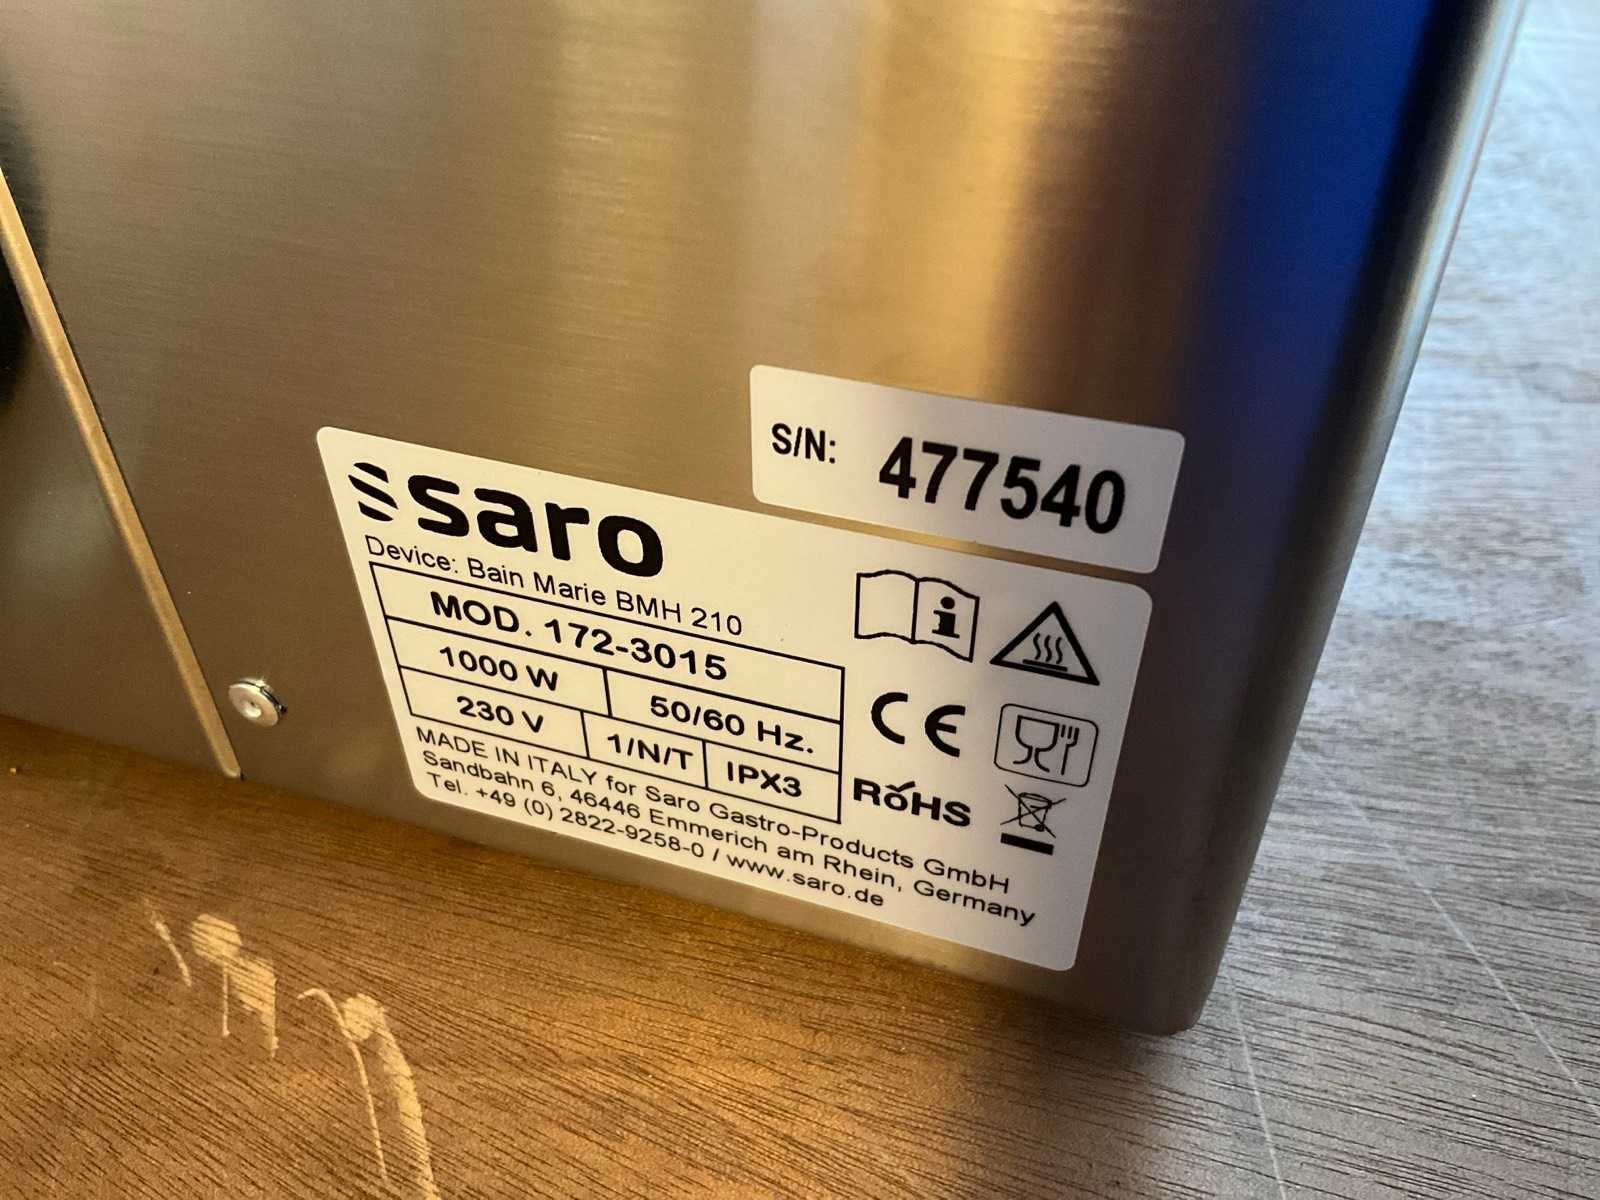 S/N: 477540
saro
Device: Bain Marie BMH 210
MOD. 172-3015
1000 W 50/60 Hz.
230 V 1/N/T IPX3
CE
RoHS
MADE IN ITALY for Saro Gastro-Products GmbH
Sandbahn 6, 46446 Emmerich am Rhein, Germany
Tel. +49 (0) 2822-9258-0 / www.saro.de